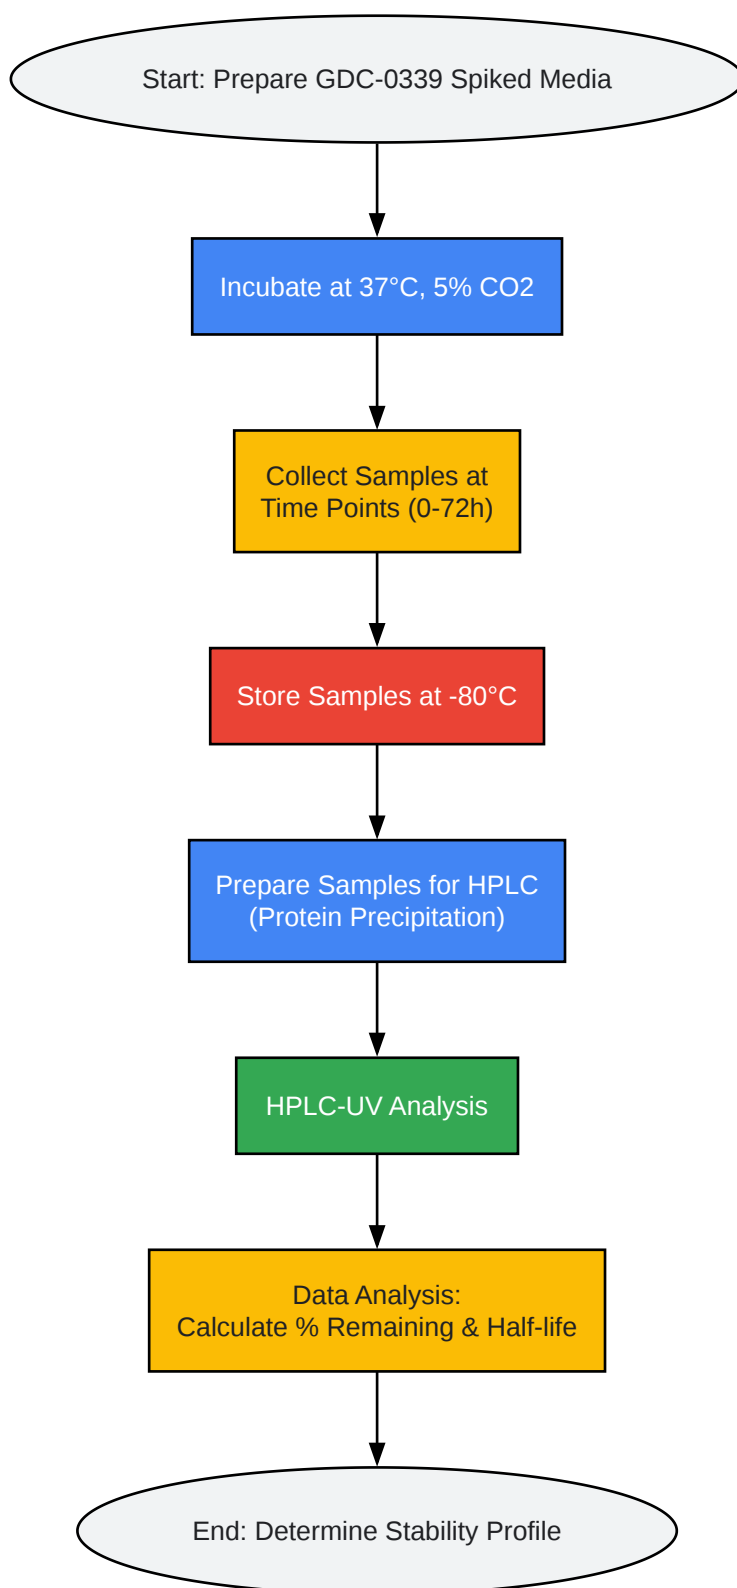 Start: Prepare GDC-0339 Spiked Media
Incubate at 37°C, 5% CO2
Collect Samples at
Time Points (0-72h)
Store Samples at -80°C
Prepare Samples for HPLC
(Protein Precipitation)
HPLC-UV Analysis
Data Analysis:
Calculate % Remaining & Half-life
End: Determine Stability Profile